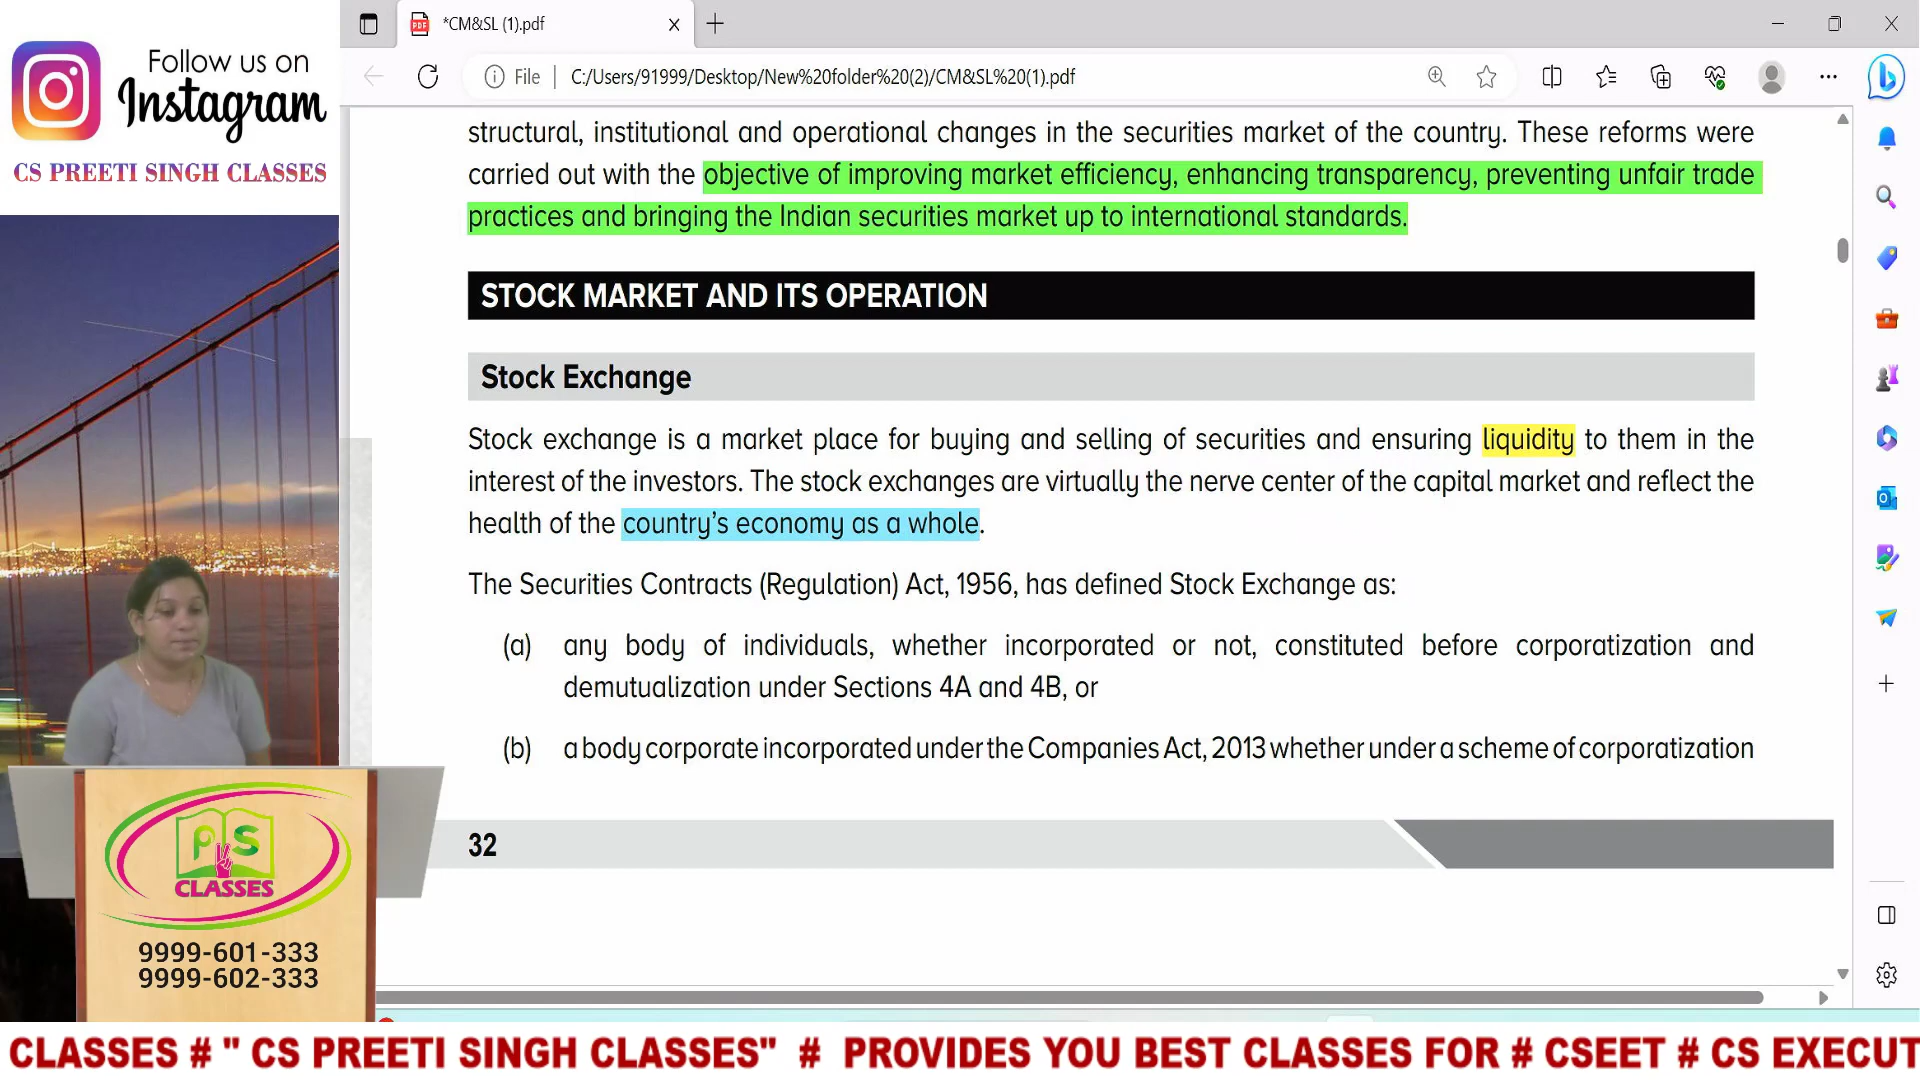 Follow us on
Instagram
CS PREETI SINGH CLASSES
*CM&SL (1).pdf
File
C:/Users/91999/Desktop/New%20folder%20(2)/CM&SL%20(1).pdf
structural, institutional and operational changes in the securities market of the country. These reforms were
carried out with the objective of improving market efficiency, enhancing transparency, preventing unfair trade
practices and bringing the Indian securities market up to international standards.
STOCK MARKET AND ITS OPERATION
Stock Exchange
Stock exchange is a market place for buying and selling of securities and ensuring liquidity to them in the
interest of the investors. The stock exchanges are virtually the nerve center of the capital market and reflect the
health of the country's economy as a whole.
The Securities Contracts (Regulation) Act, 1956, has defined Stock Exchange as:
(a) any body of individuals, whether incorporated or not, constituted before corporatization and
demutualization under Sections 4A and 4B, or
(b) a body corporate incorporated under the Companies Act, 2013 whether under a scheme of corporatization
32
PS
CLASSES
9999-601-333
9999-602-333
CLASSES # " CS PREETI SINGH CLASSES" # PROVIDES YOU BEST CLASSES FOR # CSEET # CS EXECUT